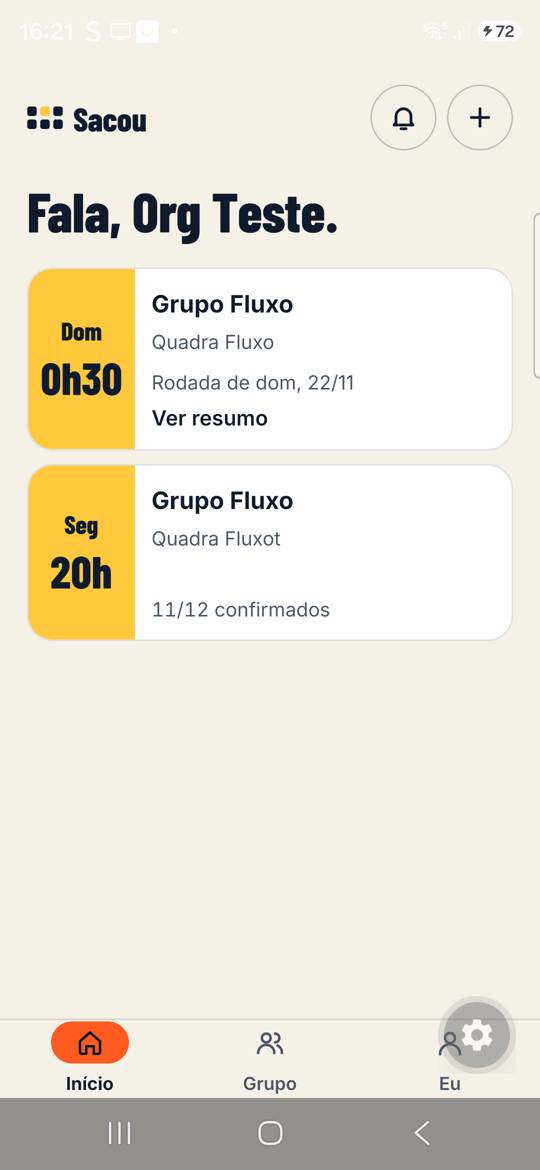 16:21 S
72
Sacou
Fala, Org Teste.
Dom
0h30
Grupo Fluxo
Quadra Fluxo
Rodada de dom, 22/11
Ver resumo
Seg
20h
Grupo Fluxo
Quadra Fluxot
11/12 confirmados
Início
Grupo
Eu